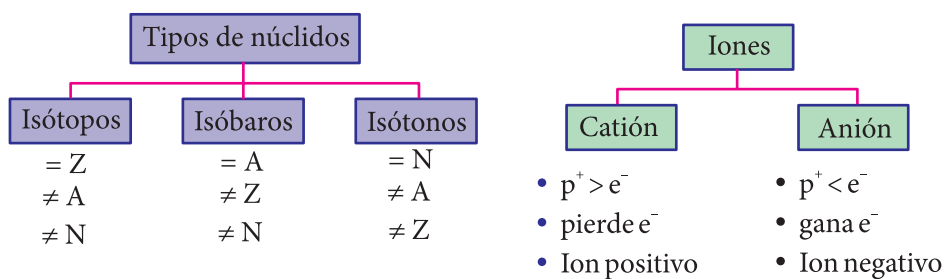 Tipos de núclidos
Isótopos
= Z
≠ A
≠ N
Isóbaros
= A
≠ Z
≠ N
Isótonos
= N
≠ A
≠ Z
Iones
Catión
• p⁺ > e⁻
• pierde e⁻
• Ion positivo
Anión
• p⁺ < e⁻
• gana e⁻
• Ion negativo